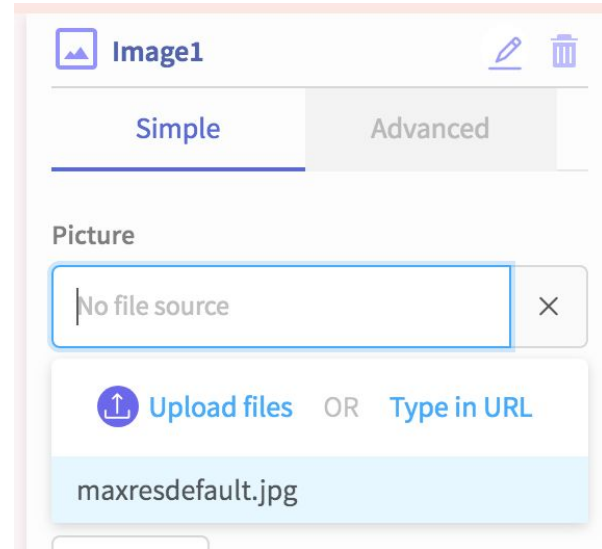 Image1
Simple Advanced
Picture
No file source
Upload files OR Type in URL
maxresdefault.jpg